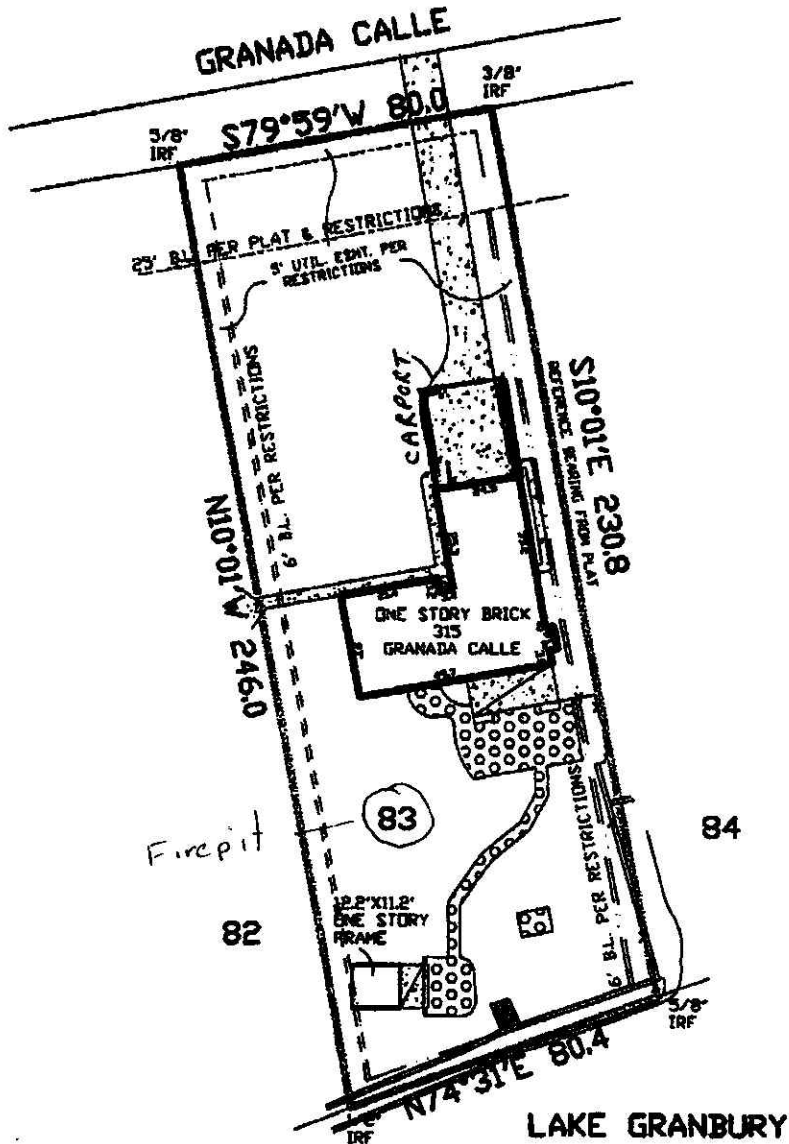 GRANADA CALLE
3/8"
IRF
5/8"
IRF
S79°59'W 80.0
25' B.L. PER PLAT & RESTRICTIONS
5' UTIL. ESMT. PER
RESTRICTIONS
CARPORT
6' B.L. PER RESTRICTIONS
N10°01'W 246.0
S10°01'E 230.8
REFERENCE BEARING FROM PLAT
ONE STORY BRICK
315
GRANADA CALLE
83
Firepit
84
82
12.2'X11.2'
ONE STORY
FRAME
6' B.L. PER RESTRICTIONS
5/8"
IRF
N74°31'E 80.4
IRF
LAKE GRANBURY